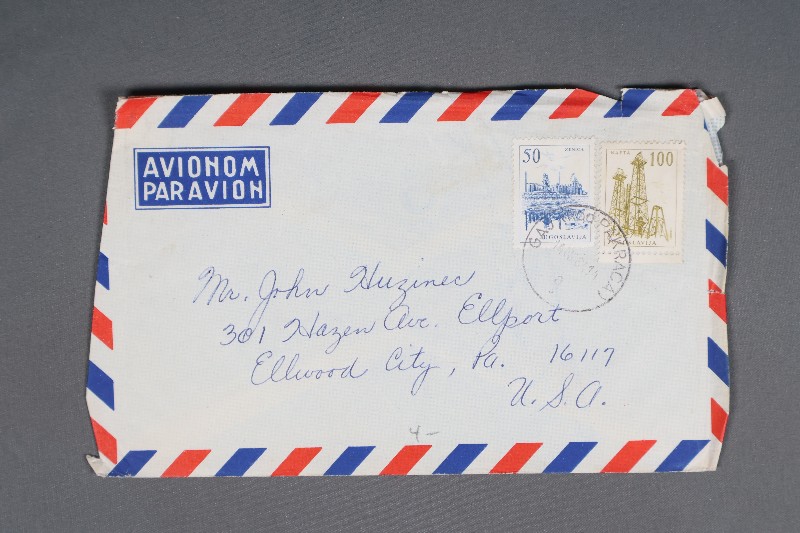 AVIONOM
PAR AVION
50
ZENICA
JUGOSLAVIJA
NAFTA
100
JUGOSLAVIJA
Mr. John Huzinec
301 Hazen Ave. Ellport
Ellwood City, Pa. 16117
U.S.A.
4-